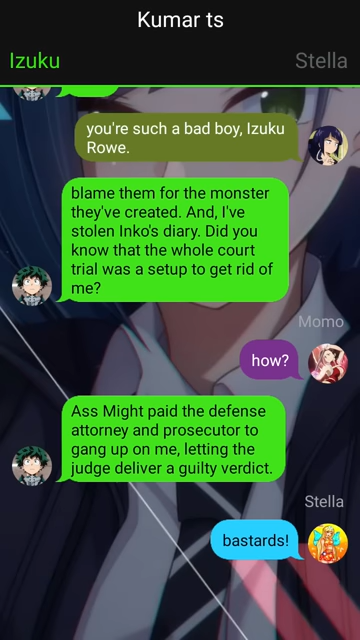 Kumar ts
Izuku
Stella
you're such a bad boy, Izuku
Rowe.
blame them for the monster
they've created. And, I've
stolen Inko's diary. Did you
know that the whole court
trial was a setup to get rid of
me?
Momo
how?
Ass Might paid the defense
attorney and prosecutor to
gang up on me, letting the
judge deliver a guilty verdict.
Stella
bastards!